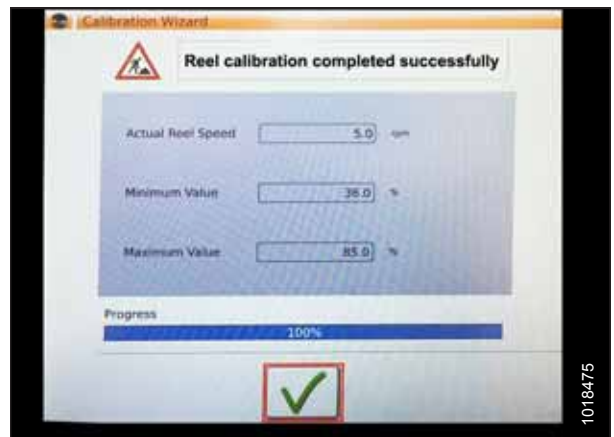 Calibration Wizard
Reel calibration completed successfully
Actual Reel Speed 5.0 rpm
Minimum Value 36.0 %
Maximum Value 85.0 %
Progress
100%
1018475